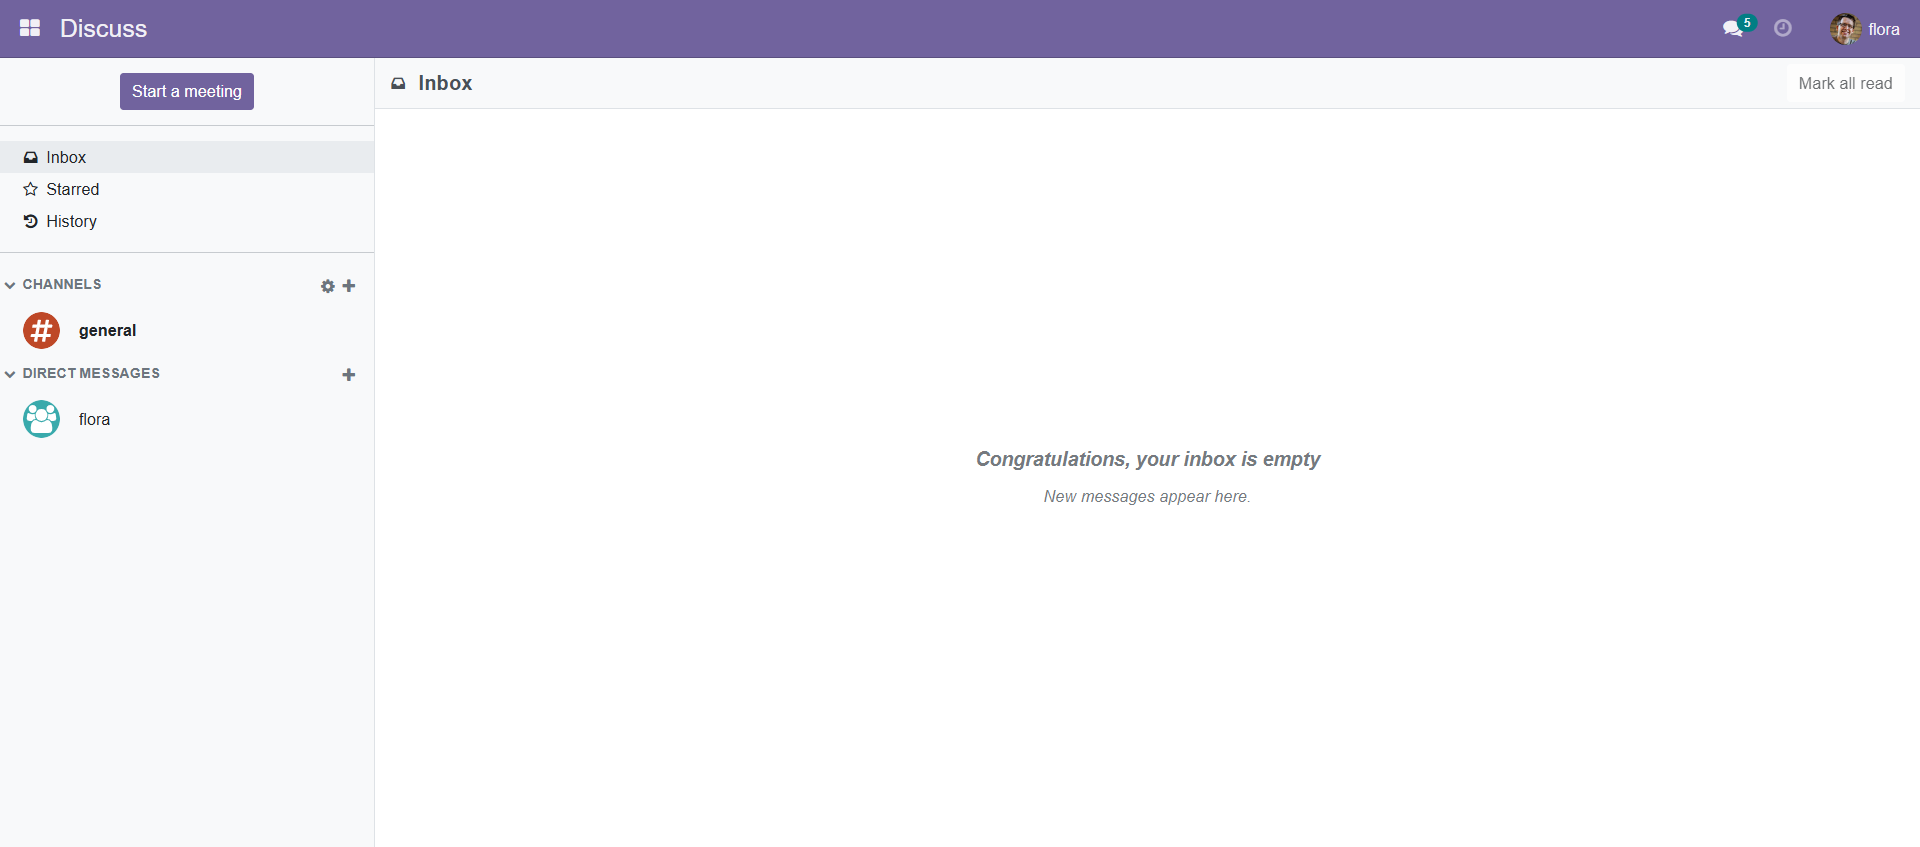 Discuss
5
flora
Start a meeting
Inbox
Starred
History
CHANNELS
general
DIRECT MESSAGES
flora
Inbox
Mark all read
Congratulations, your inbox is empty
New messages appear here.